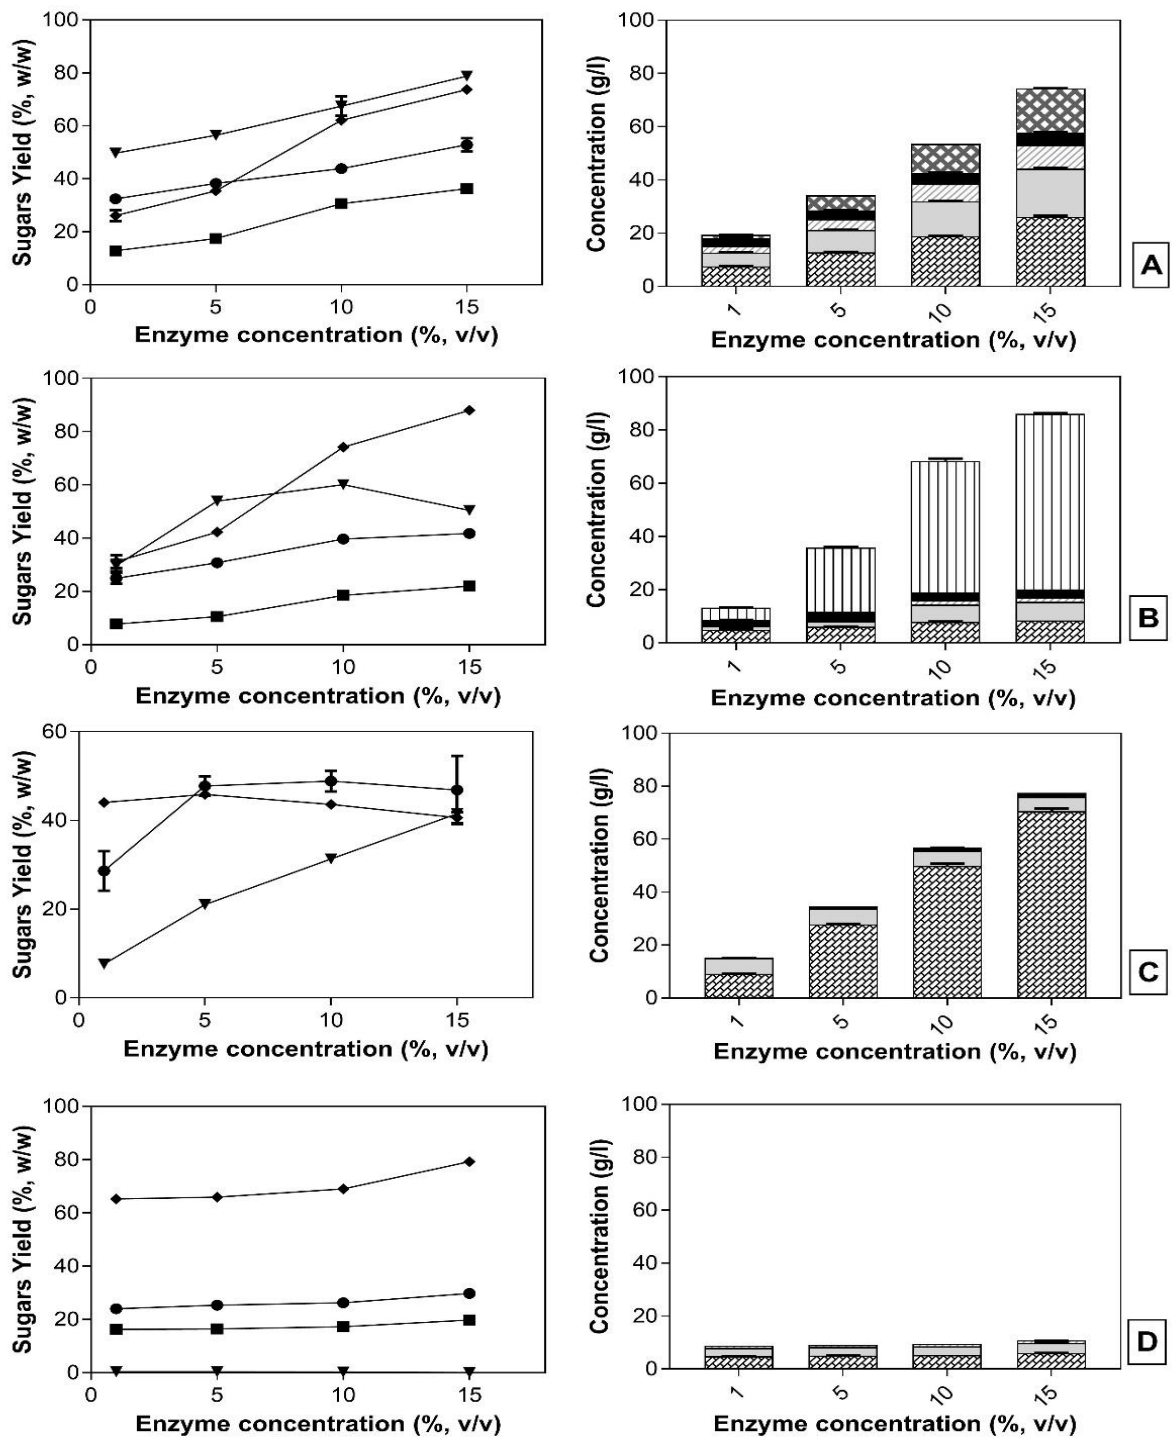 Sugars Yield (%, w/w)
100
80
60
40
20
0
0 5 10 15
Enzyme concentration (%, v/v)
Concentration (g/l)
100
80
60
40
20
0
1 5 10 15
Enzyme concentration (%, v/v)
A
Sugars Yield (%, w/w)
100
80
60
40
20
0
0 5 10 15
Enzyme concentration (%, v/v)
Concentration (g/l)
100
80
60
40
20
0
1 5 10 15
Enzyme concentration (%, v/v)
B
Sugars Yield (%, w/w)
60
40
20
0
0 5 10 15
Enzyme concentration (%, v/v)
Concentration (g/l)
100
80
60
40
20
0
1 5 10 15
Enzyme concentration (%, v/v)
C
Sugars Yield (%, w/w)
100
80
60
40
20
0
0 5 10 15
Enzyme concentration (%, v/v)
Concentration (g/l)
100
80
60
40
20
0
1 5 10 15
Enzyme concentration (%, v/v)
D